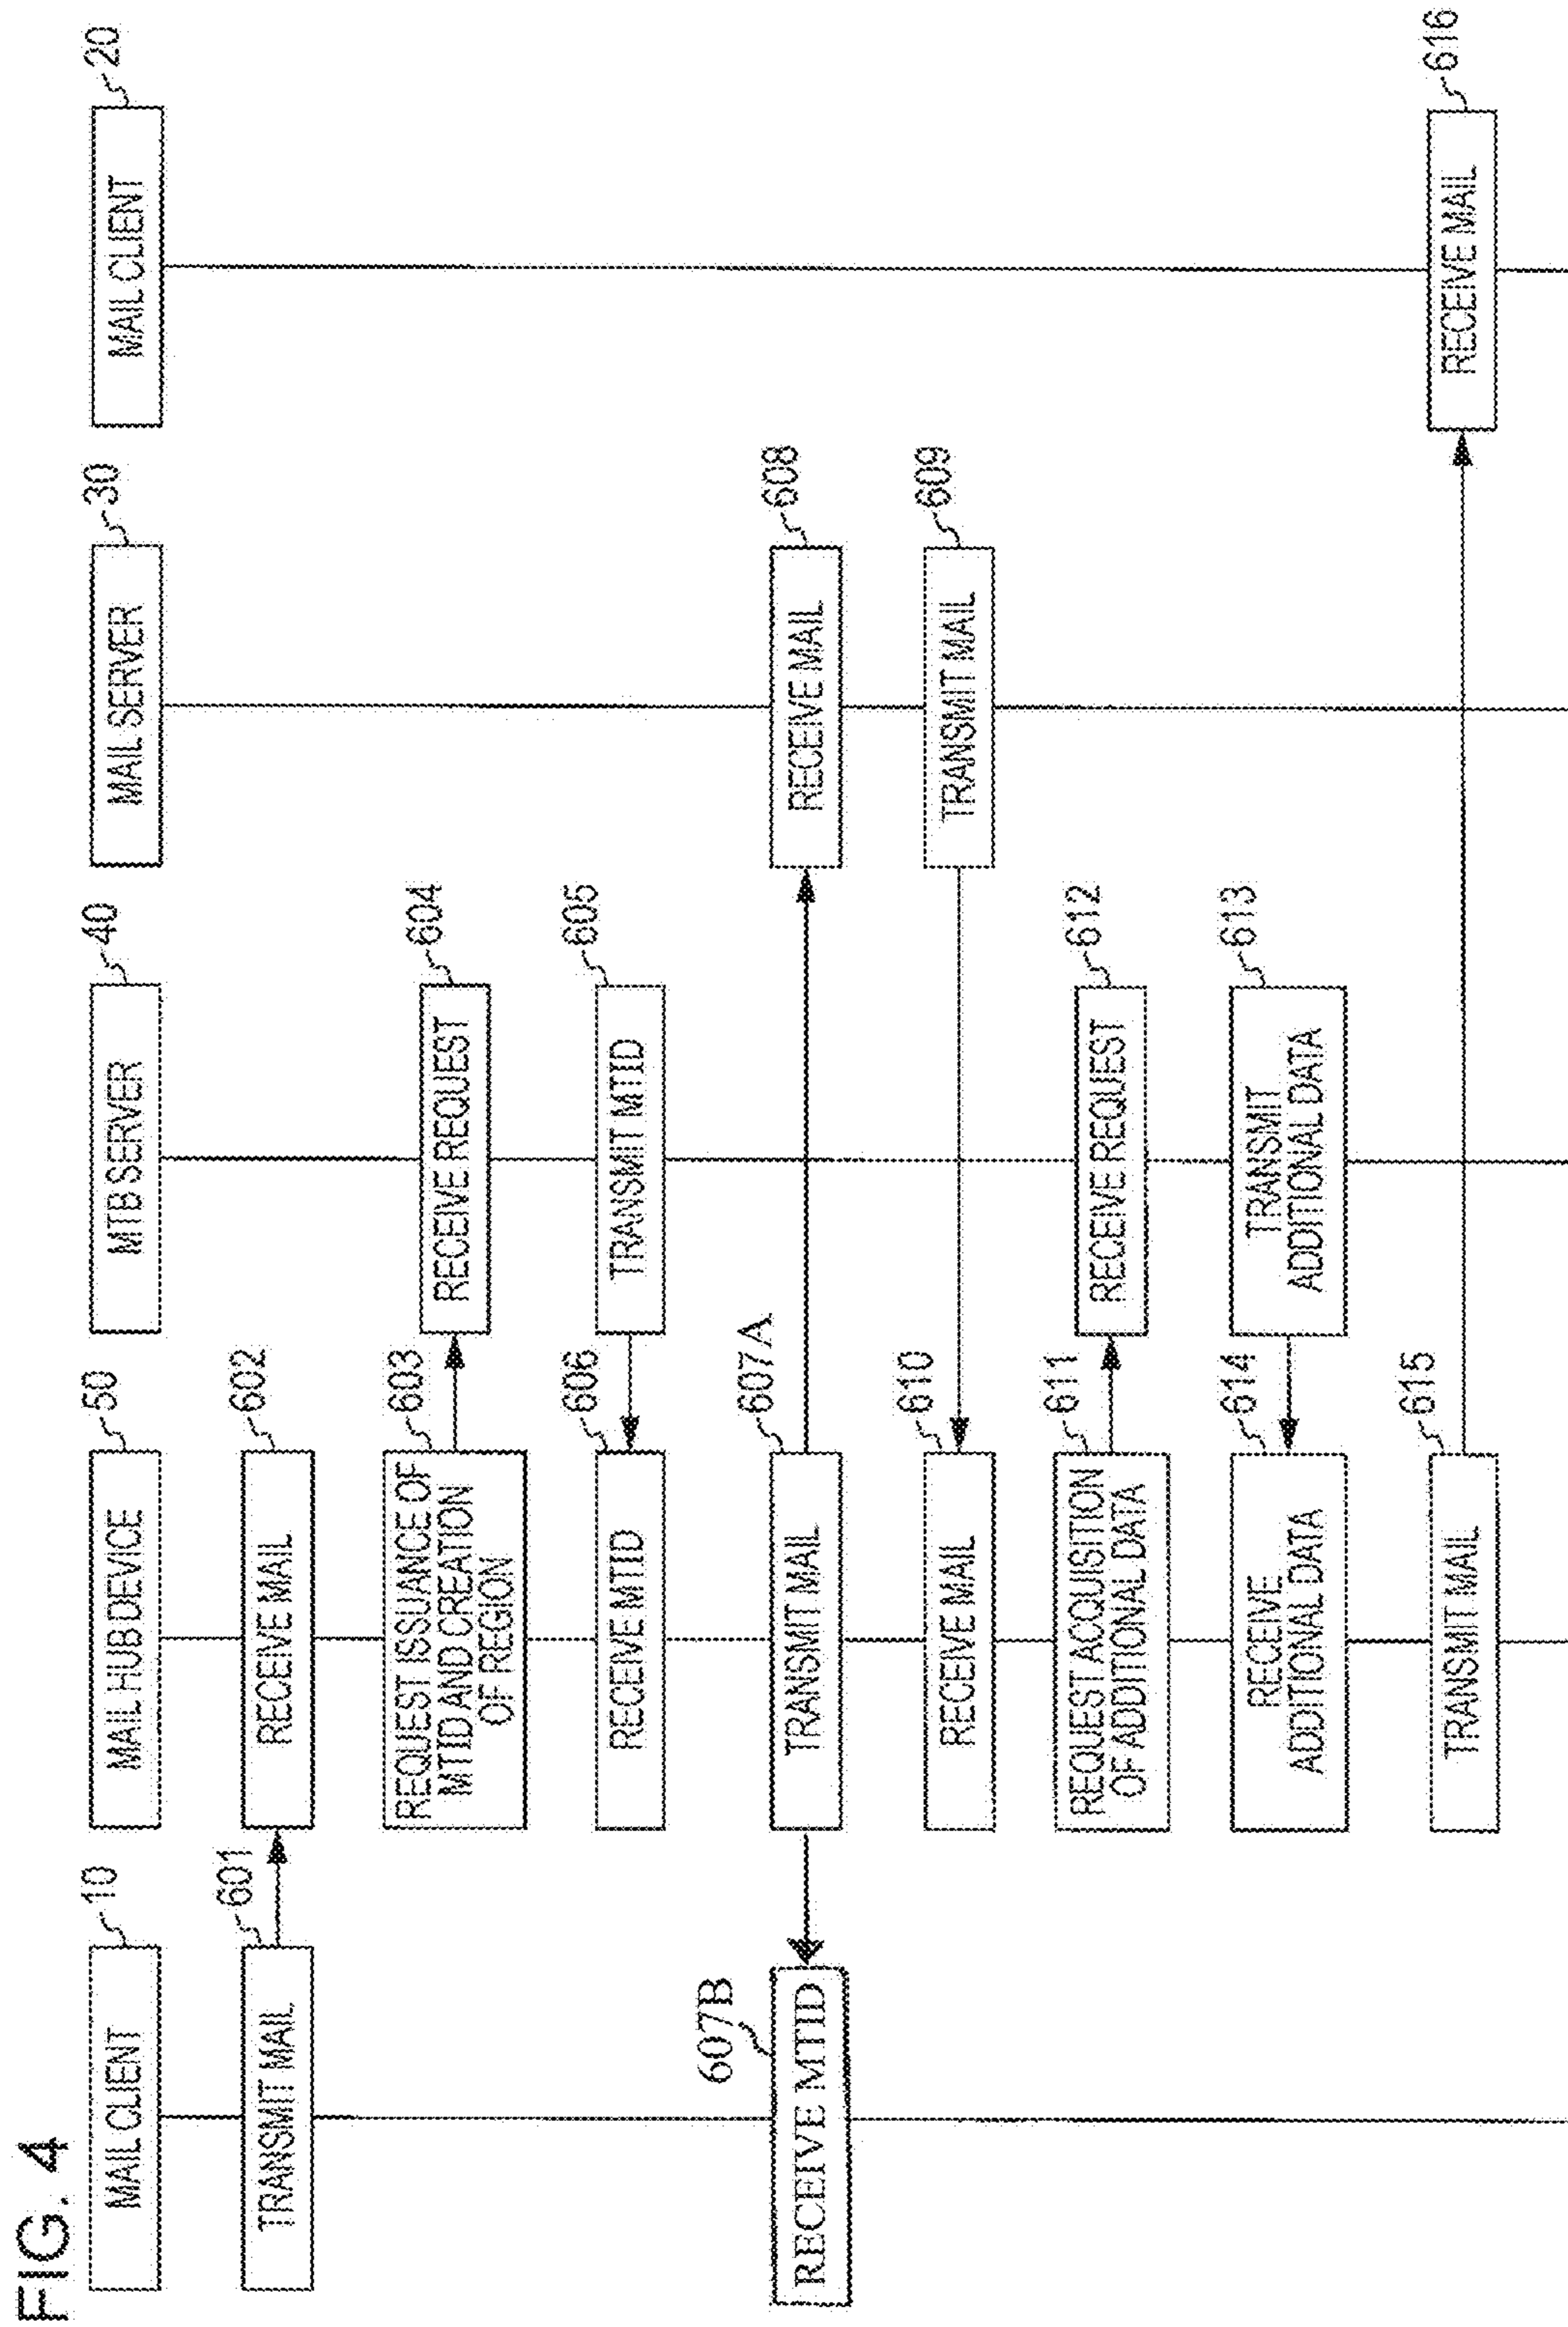 FIG. 4
MAIL CLIENT
10
MAIL HUB DEVICE
50
MTB SERVER
40
MAIL SERVER
30
MAIL CLIENT
20
TRANSMIT MAIL
601
RECEIVE MAIL
602
REQUEST ISSUANCE OF
MTID AND CREATION
OF REGION
603
RECEIVE REQUEST
604
RECEIVE MTID
606
TRANSMIT MTID
605
607B
RECEIVE MTID
TRANSMIT MAIL
607A
RECEIVE MAIL
608
RECEIVE MAIL
610
TRANSMIT MAIL
609
REQUEST ACQUISITION
OF ADDITIONAL DATA
611
RECEIVE REQUEST
612
RECEIVE
ADDITIONAL DATA
614
TRANSMIT
ADDITIONAL DATA
613
TRANSMIT MAIL
615
RECEIVE MAIL
616